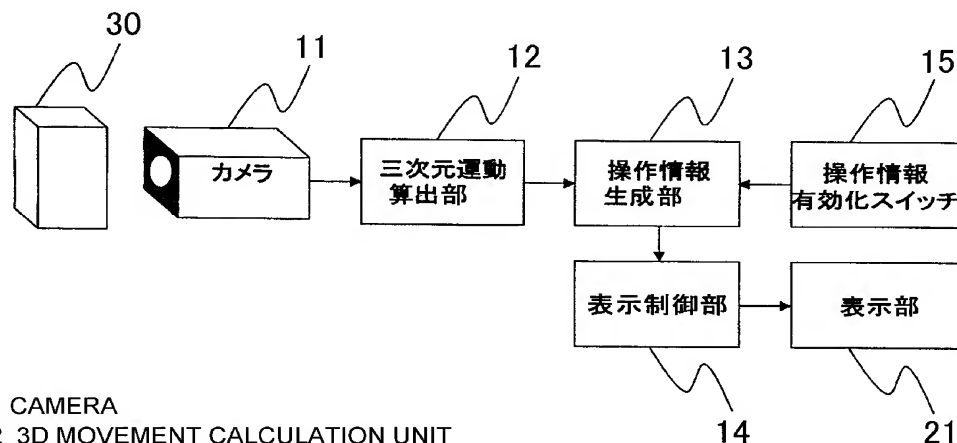 30
11
12
13
15
カメラ
三次元運動
算出部
操作情報
生成部
操作情報
有効化スイッチ
表示制御部
表示部
14
21
CAMERA
3D MOVEMENT CALCULATION UNIT